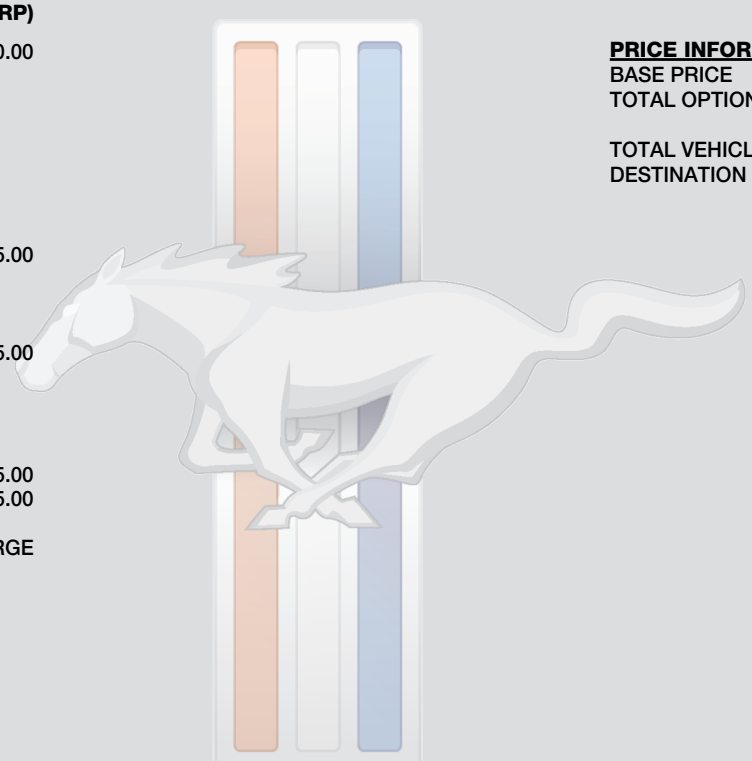 RP)
0.00
5.00
5.00
5.00
5.00
RGE
PRICE INFOR
BASE PRICE
TOTAL OPTION
TOTAL VEHICL
DESTINATION